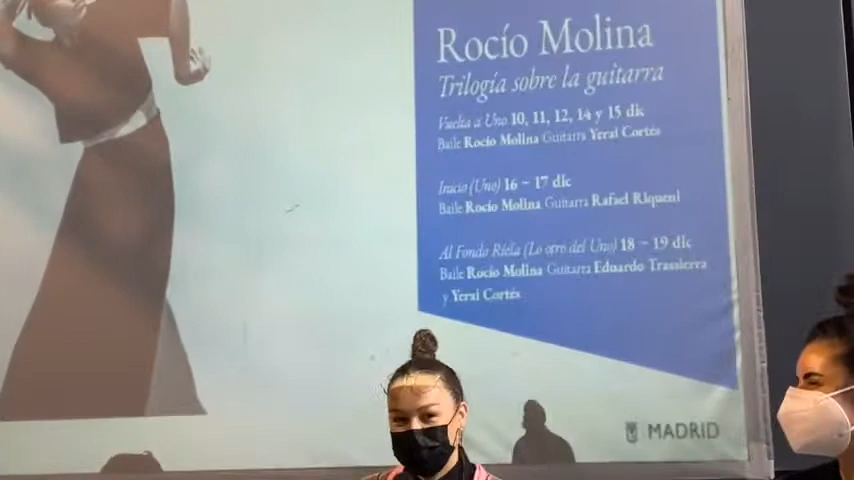 Rocío Molina
Trilogía sobre la guitarra
Vuelta a Uno 10, 11, 12, 14 y 15 dic
Baile Rocío Molina Guitarra Yerai Cortés
Inicio (Uno) 16 - 17 dic
Baile Rocío Molina Guitarra Rafael Riqueni
Al Fondo Riela (Lo otro del Uno) 18 - 19 dic
Baile Rocío Molina Guitarra Eduardo Trassierra
y Yerai Cortés
MADRID